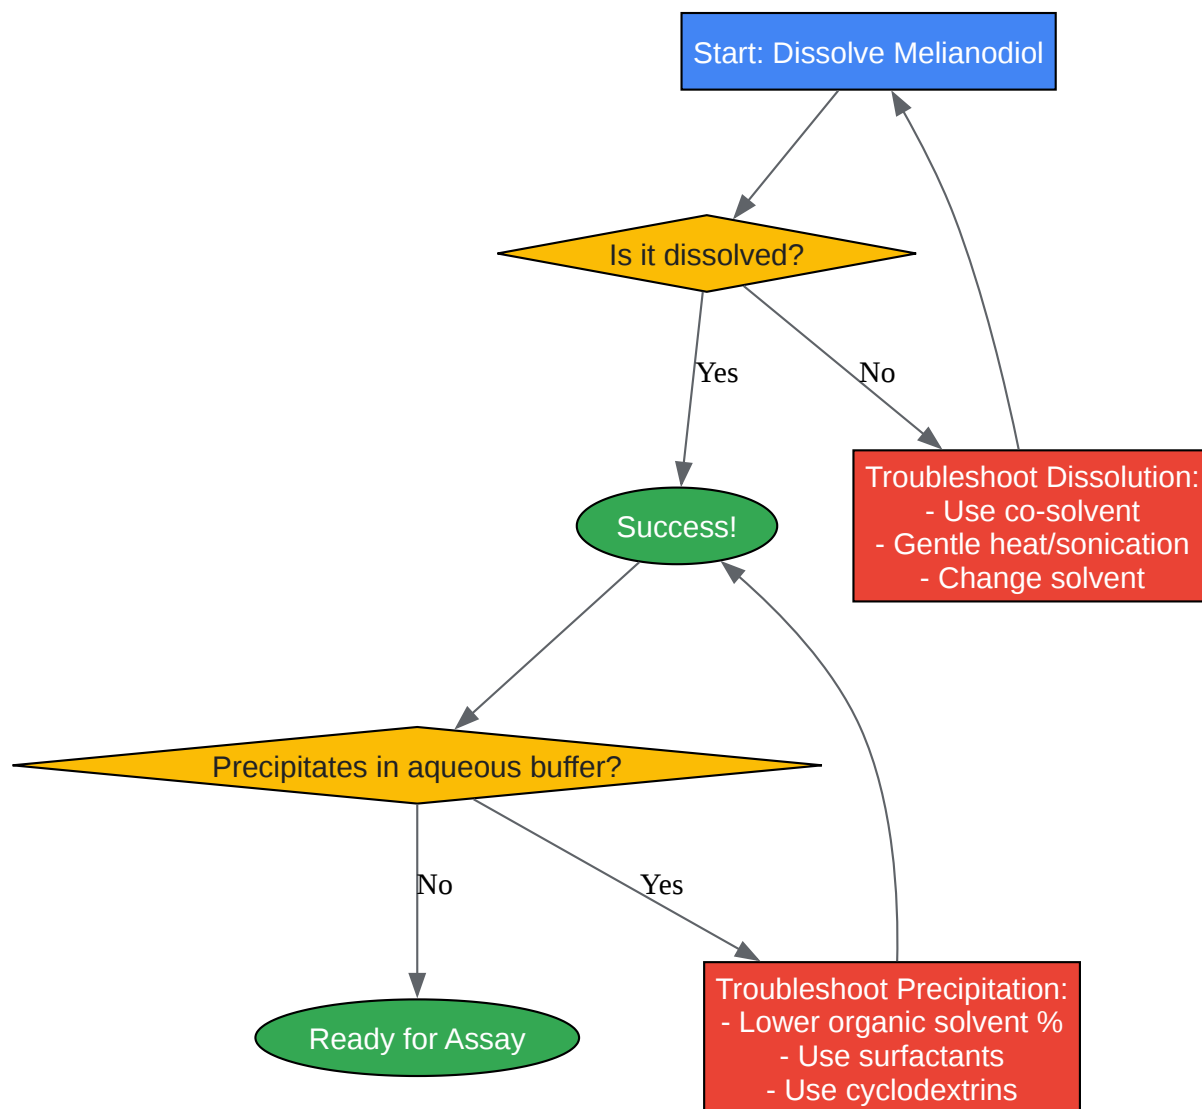 Start: Dissolve Melianodiol
Is it dissolved?
Yes
No
Troubleshoot Dissolution:
- Use co-solvent
- Gentle heat/sonication
- Change solvent
Success!
Precipitates in aqueous buffer?
No
Yes
Troubleshoot Precipitation:
- Lower organic solvent %
- Use surfactants
- Use cyclodextrins
Ready for Assay